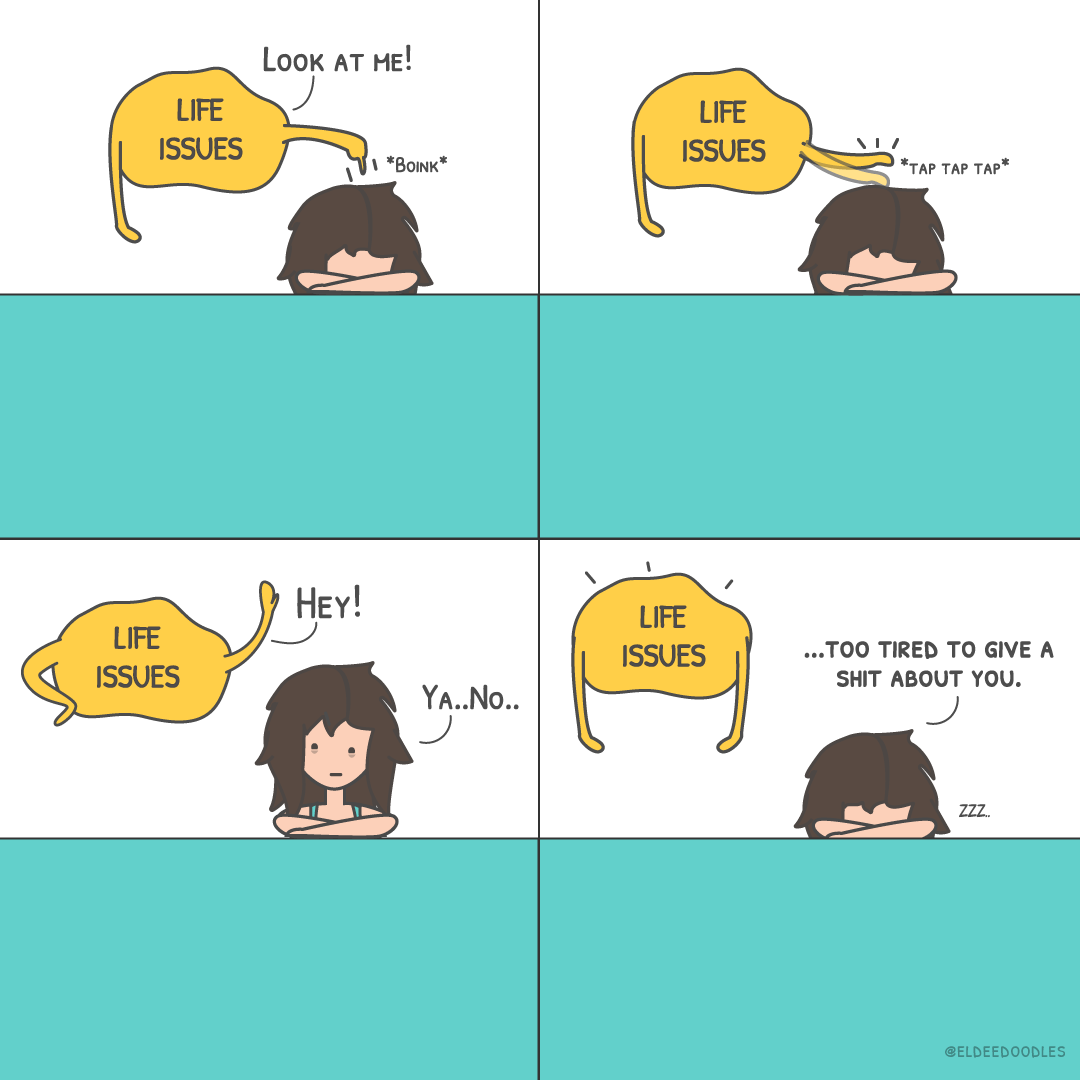 Look at me!
LIFE
ISSUES
*Boink*
LIFE
ISSUES
*TAP TAP TAP*
Hey!
LIFE
ISSUES
Ya..No..
LIFE
ISSUES
...TOO TIRED TO GIVE A
SHIT ABOUT YOU.
ZZZ..
@ELDEEDOODLES